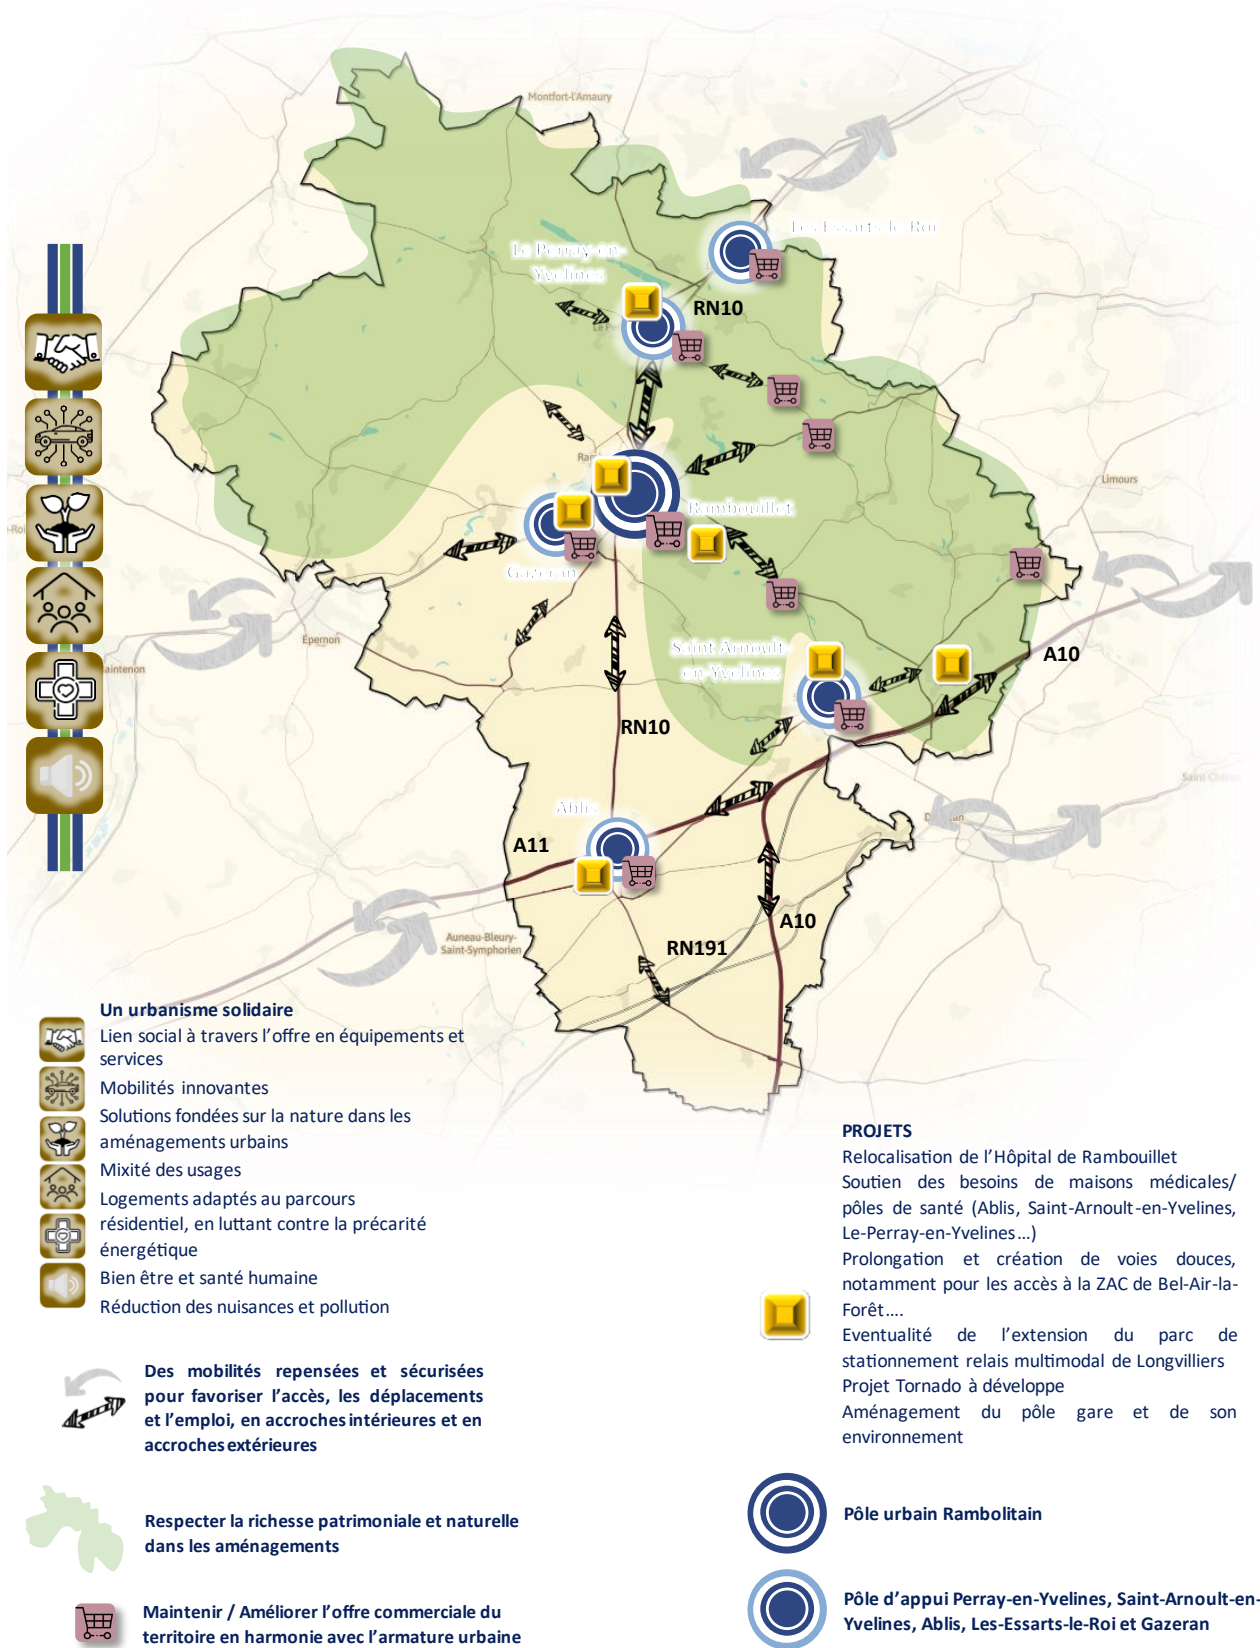 Montfort-l'Amaury
Les Essarts-le-Roi
Le Perray-en-
Yvelines
RN10
Le Per
Ram
Limours
Rambouillet
Gazeran
Épernon
Saint Arnoult-
en-Yvelines
A10
aintenon
RN10
Ablis
A11
A10
Auneau-Bleury-
Saint-Symphorien
RN191
Un urbanisme solidaire
Lien social à travers l'offre en équipements et
services
Mobilités innovantes
Solutions fondées sur la nature dans les
aménagements urbains
Mixité des usages
Logements adaptés au parcours
résidentiel, en luttant contre la précarité
énergétique
Bien être et santé humaine
Réduction des nuisances et pollution
Des mobilités repensées et sécurisées
pour favoriser l'accès, les déplacements
et l'emploi, en accroches intérieures et en
accroches extérieures
Respecter la richesse patrimoniale et naturelle
dans les aménagements
Maintenir / Améliorer l'offre commerciale du
territoire en harmonie avec l'armature urbaine
PROJETS
Relocalisation de l'Hôpital de Rambouillet
Soutien des besoins de maisons médicales/
pôles de santé (Ablis, Saint-Arnoult-en-Yvelines,
Le-Perray-en-Yvelines...)
Prolongation et création de voies douces,
notamment pour les accès à la ZAC de Bel-Air-la-
Forêt....
Eventualité de l'extension du parc de
stationnement relais multimodal de Longvilliers
Projet Tornado à développe
Aménagement du pôle gare et de son
environnement
Pôle urbain Rambolitain
Pôle d'appui Perray-en-Yvelines, Saint-Arnoult-en-
Yvelines, Ablis, Les-Essarts-le-Roi et Gazeran